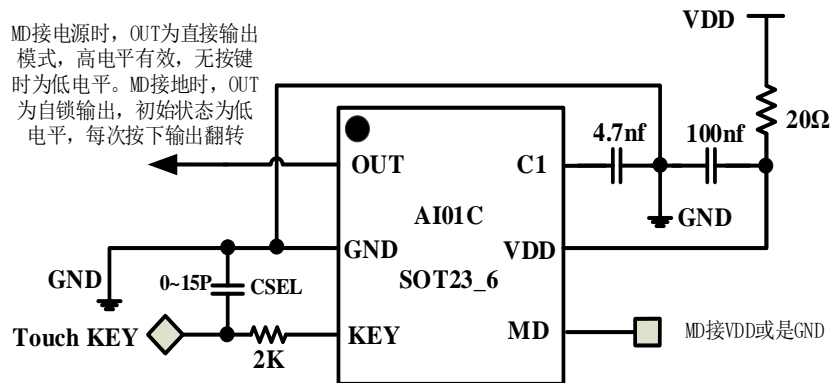 MD接电源时，OUT为直接输出
模式，高电平有效，无按键
时为低电平。MD接地时，OUT
为自锁输出，初始状态为低
电平，每次按下输出翻转
VDD
20Ω
4.7nf
100nf
OUT
C1
AI01C
GND
GND
VDD
SOT23_6
GND
0~15P
CSEL
Touch KEY
2K
KEY
MD
MD接VDD或是GND